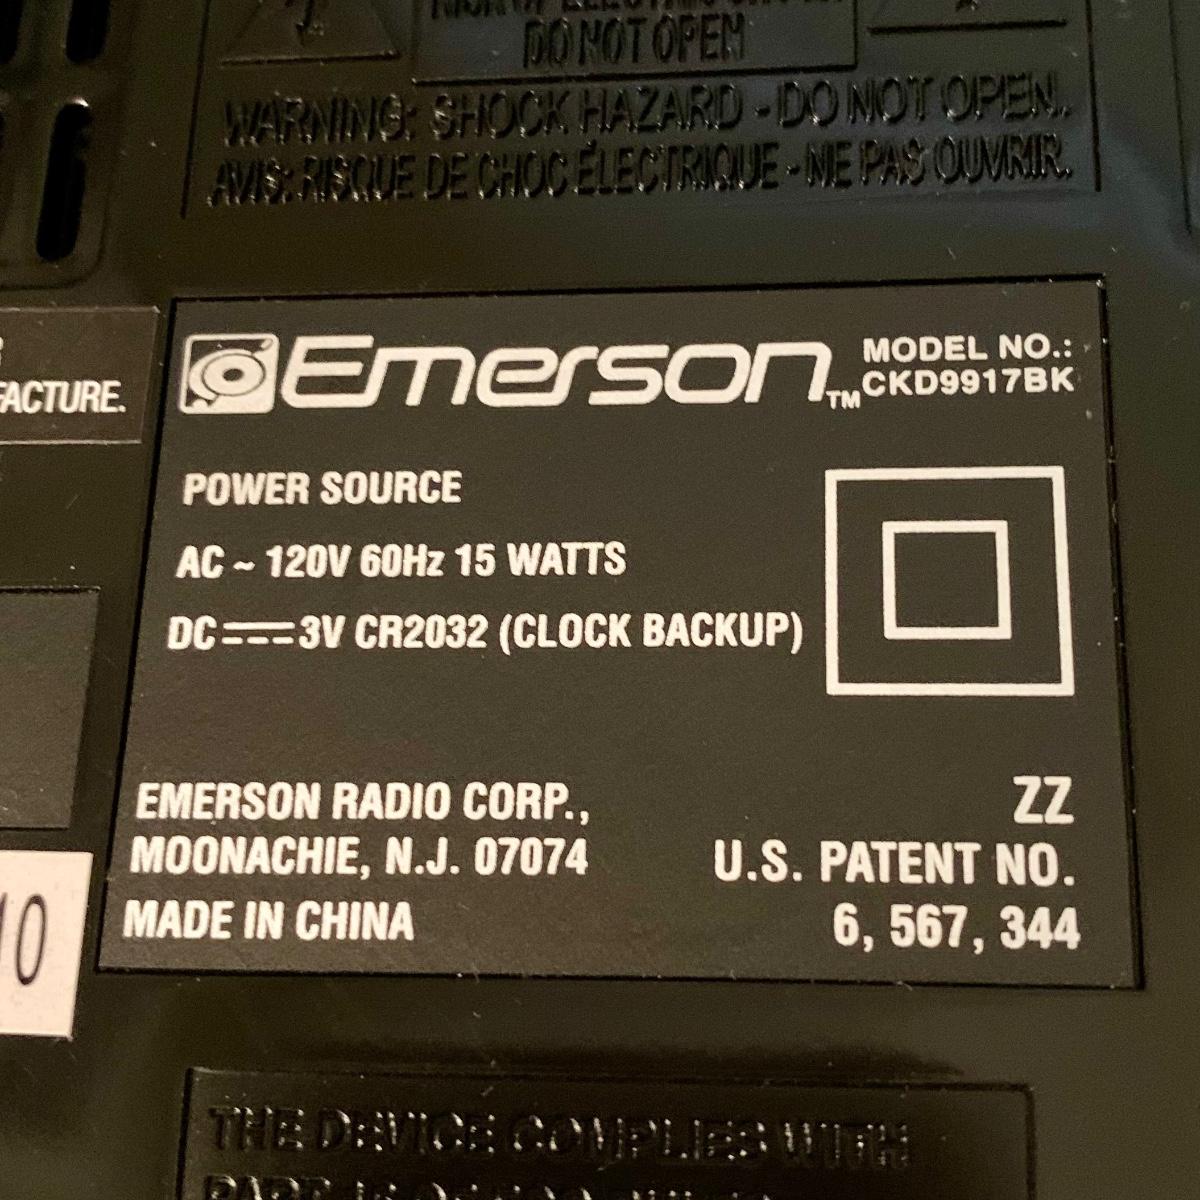 DO NOT OPEN
WARNING: SHOCK HAZARD - DO NOT OPEN.
AVIS: RISQUE DE CHOC ÉLECTRIQUE - NE PAS OUVRIR.
FACTURE.
Emerson™
MODEL NO.:
CKD9917BK
POWER SOURCE
AC ~ 120V 60Hz 15 WATTS
DC ⎓ 3V CR2032 (CLOCK BACKUP)
EMERSON RADIO CORP.,
MOONACHIE, N.J. 07074
MADE IN CHINA
ZZ
U.S. PATENT NO.
6, 567, 344
10
THE DEVICE COMPLIES WITH